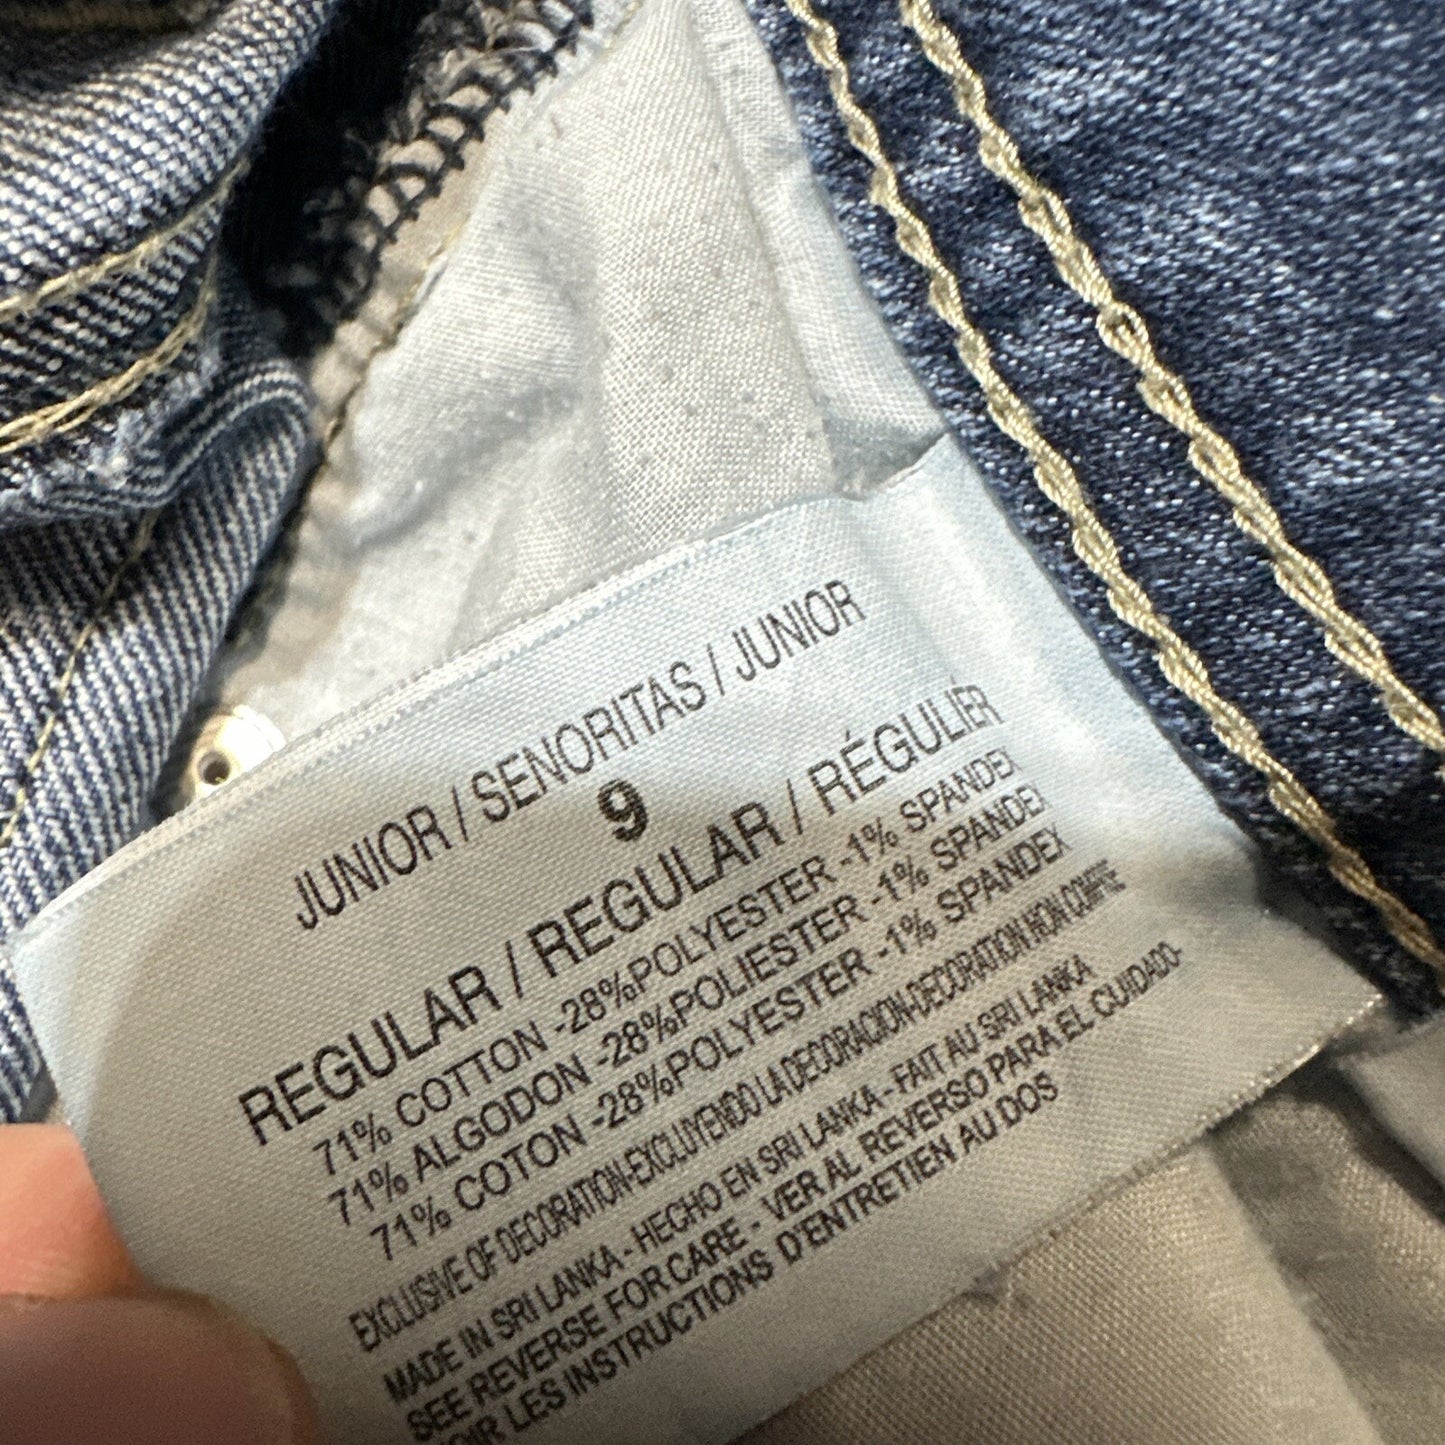 JUNIOR / SENORITAS / JUNIOR
9
REGULAR / REGULAR / RÉGULIÉR
71% COTTON -28%POLYESTER -1% SPANDEX
71% ALGODON -28%POLIESTER -1% SPANDEX
71% COTON -28%POLYESTER -1% SPANDEX
EXCLUSIVE OF DECORATION-EXCLUYENDO LA DECORACION-DECORATION NON COMPRISE
MADE IN SRI LANKA - HECHO EN SRI LANKA - FAIT AU SRI LANKA
SEE REVERSE FOR CARE - VER AL REVERSO PARA EL CUIDADO-
VOIR LES INSTRUCTIONS D'ENTRETIEN AU DOS